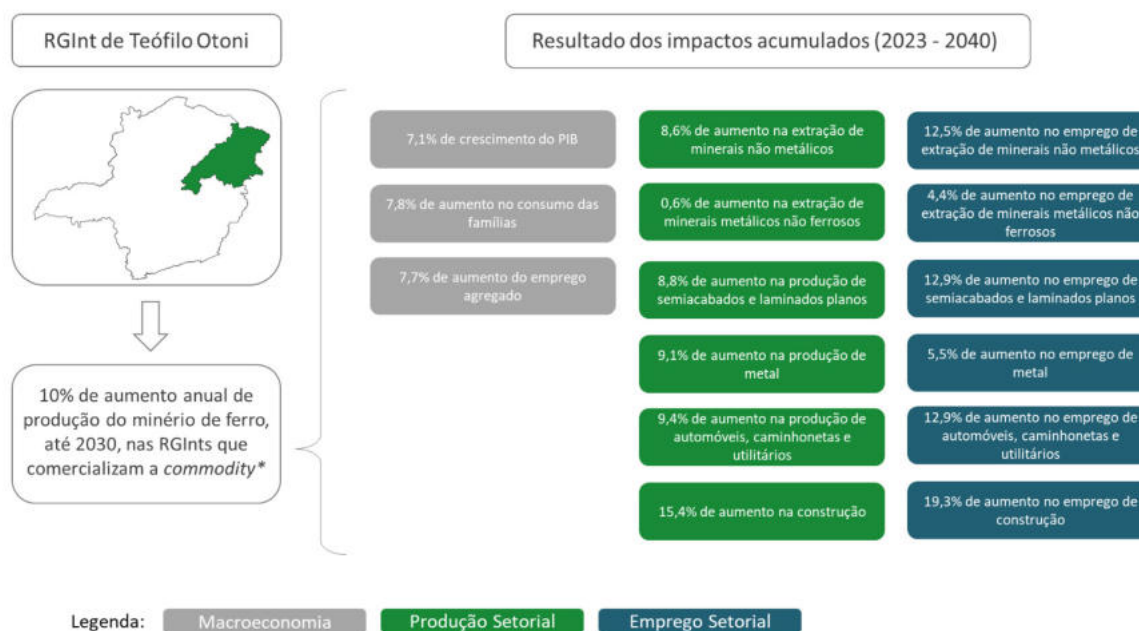 RGInt de Teófilo Otoni
Resultado dos impactos acumulados (2023 - 2040)
7,1% de crescimento do PIB
7,8% de aumento no consumo das
famílias
7,7% de aumento do emprego
agregado
8,6% de aumento na extração de
minerais não metálicos
0,6% de aumento na extração de
minerais metálicos não ferrosos
8,8% de aumento na produção de
semiacabados e laminados planos
9,1% de aumento na produção de
metal
9,4% de aumento na produção de
automóveis, caminhonetas e
utilitários
15,4% de aumento na construção
12,5% de aumento no emprego de
extração de minerais não metálicos
4,4% de aumento no emprego de
extração de minerais metálicos não
ferrosos
12,9% de aumento no emprego de
semiacabados e laminados planos
5,5% de aumento no emprego de
metal
12,9% de aumento no emprego de
automóveis, caminhonetas e
utilitários
19,3% de aumento no emprego de
construção
10% de aumento anual de
produção do minério de ferro,
até 2030, nas RGInts que
comercializam a commodity*
Legenda:
Macroeconomia
Produção Setorial
Emprego Setorial